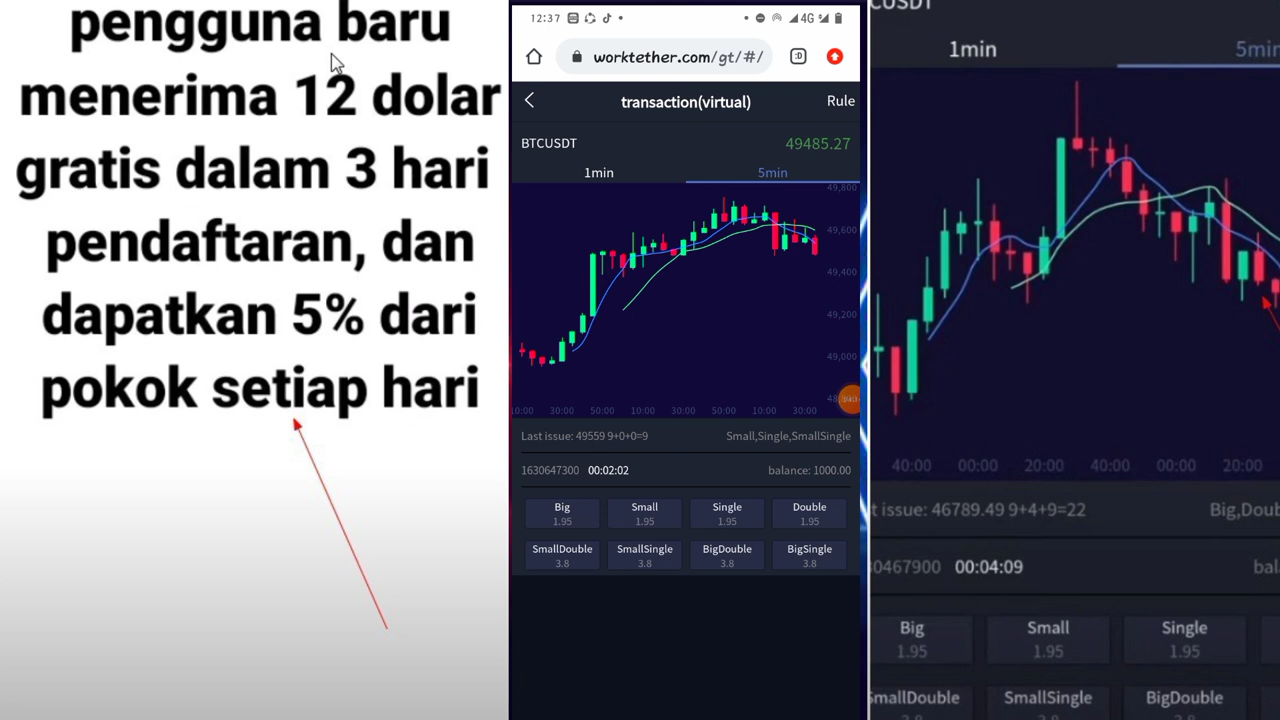 pengguna baru
menerima 12 dolar
gratis dalam 3 hari
pendaftaran, dan
dapatkan 5% dari
pokok setiap hari
12:37
4G
worktether.com/gt/#/
:D
transaction(virtual)
Rule
BTCUSDT
49485.27
1min
5min
49,800
49,600
49,400
49,200
49,000
30:00 50:00 10:00 30:00 50:00 10:00 30:00
Last issue: 49559 9+0+0=9
Small,Single,SmallSingle
1630647300 00:02:02
balance: 1000.00
Big Small Single Double
1.95 1.95 1.95 1.95
SmallDouble SmallSingle BigDouble BigSingle
3.8 3.8 3.8 3.8
CUSDT
1min
5min
40:00 00:00 20:00 40:00 00:00 20:00
t issue: 46789.49 9+4+9=22
Big,Doub
30467900 00:04:09
bal
Big Small Single
1.95 1.95 1.95
SmallDouble SmallSingle BigDouble